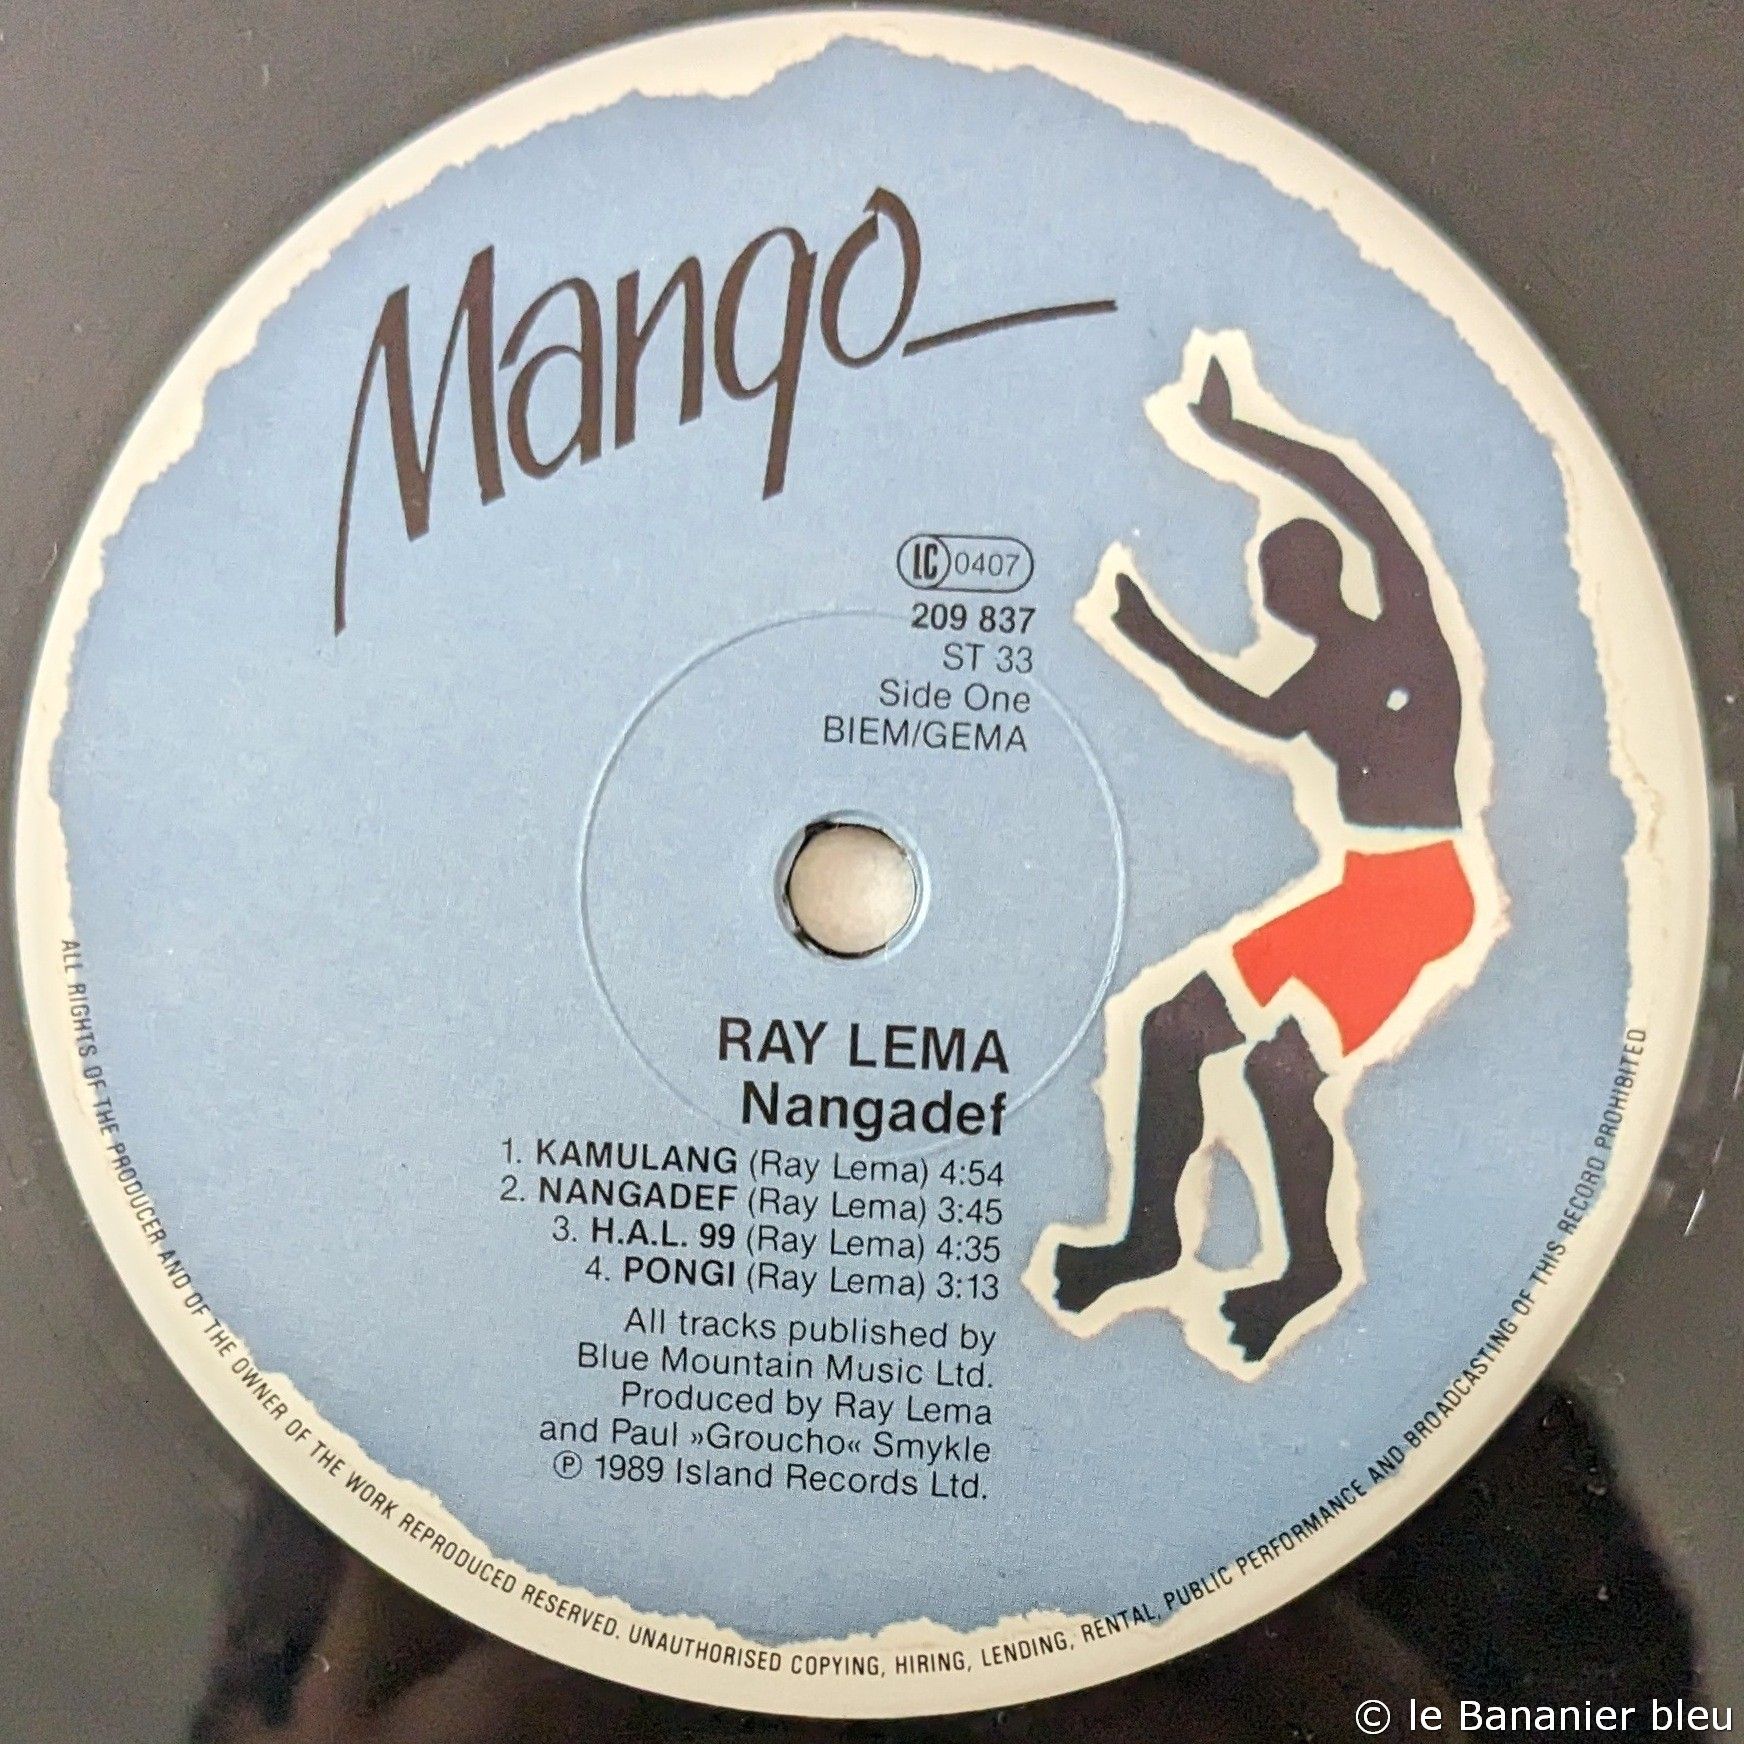 Mango
LC 0407
209 837
ST 33
Side One
BIEM/GEMA
RAY LEMA
Nangadef
1. KAMULANG (Ray Lema) 4:54
2. NANGADEF (Ray Lema) 3:45
3. H.A.L. 99 (Ray Lema) 4:35
4. PONGI (Ray Lema) 3:13
All tracks published by
Blue Mountain Music Ltd.
Produced by Ray Lema
and Paul »Groucho« Smykle
℗ 1989 Island Records Ltd.
ALL RIGHTS OF THE PRODUCER AND OF THE OWNER OF THE WORK REPRODUCED RESERVED. UNAUTHORISED COPYING, HIRING, LENDING, RENTAL, PUBLIC PERFORMANCE AND BROADCASTING OF THIS RECORD PROHIBITED
© le Bananier bleu